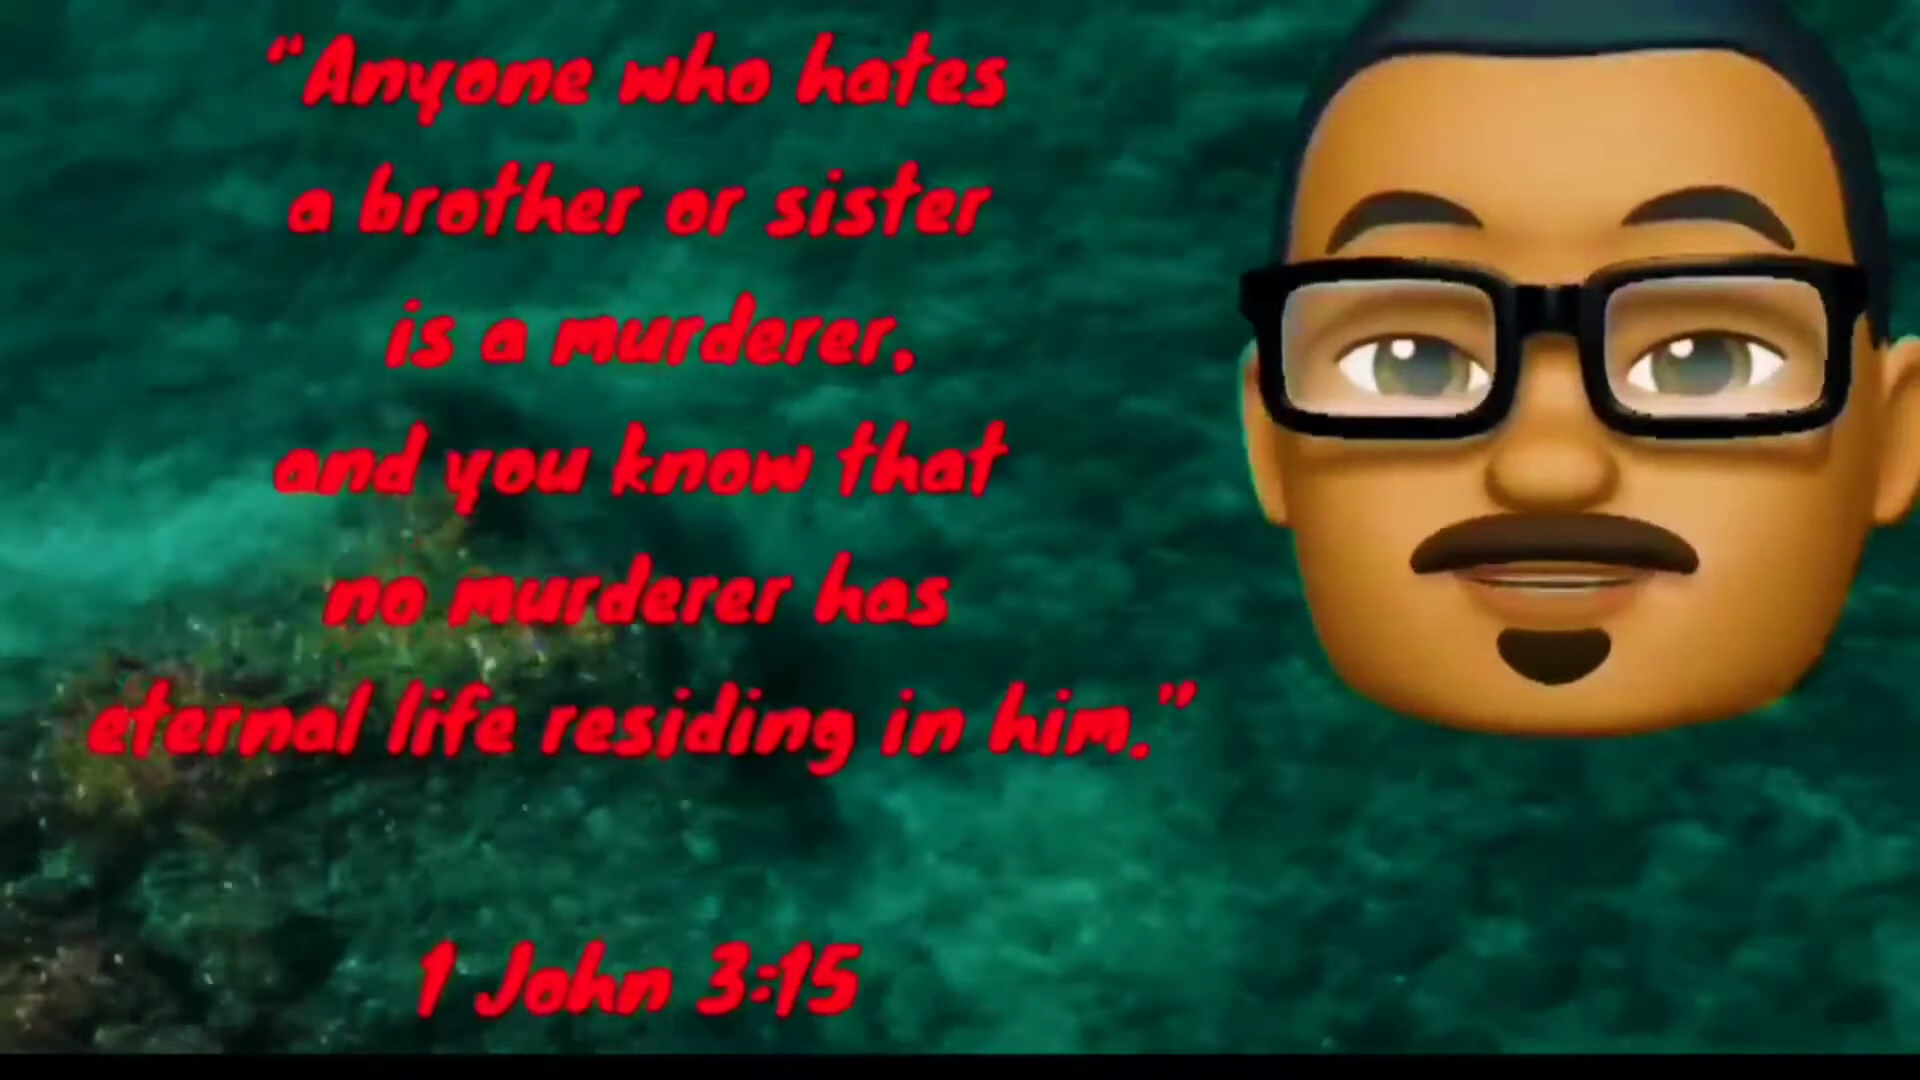 “Anyone who hates
a brother or sister
is a murderer,
and you know that
no murderer has
eternal life residing in him.”
1 John 3:15